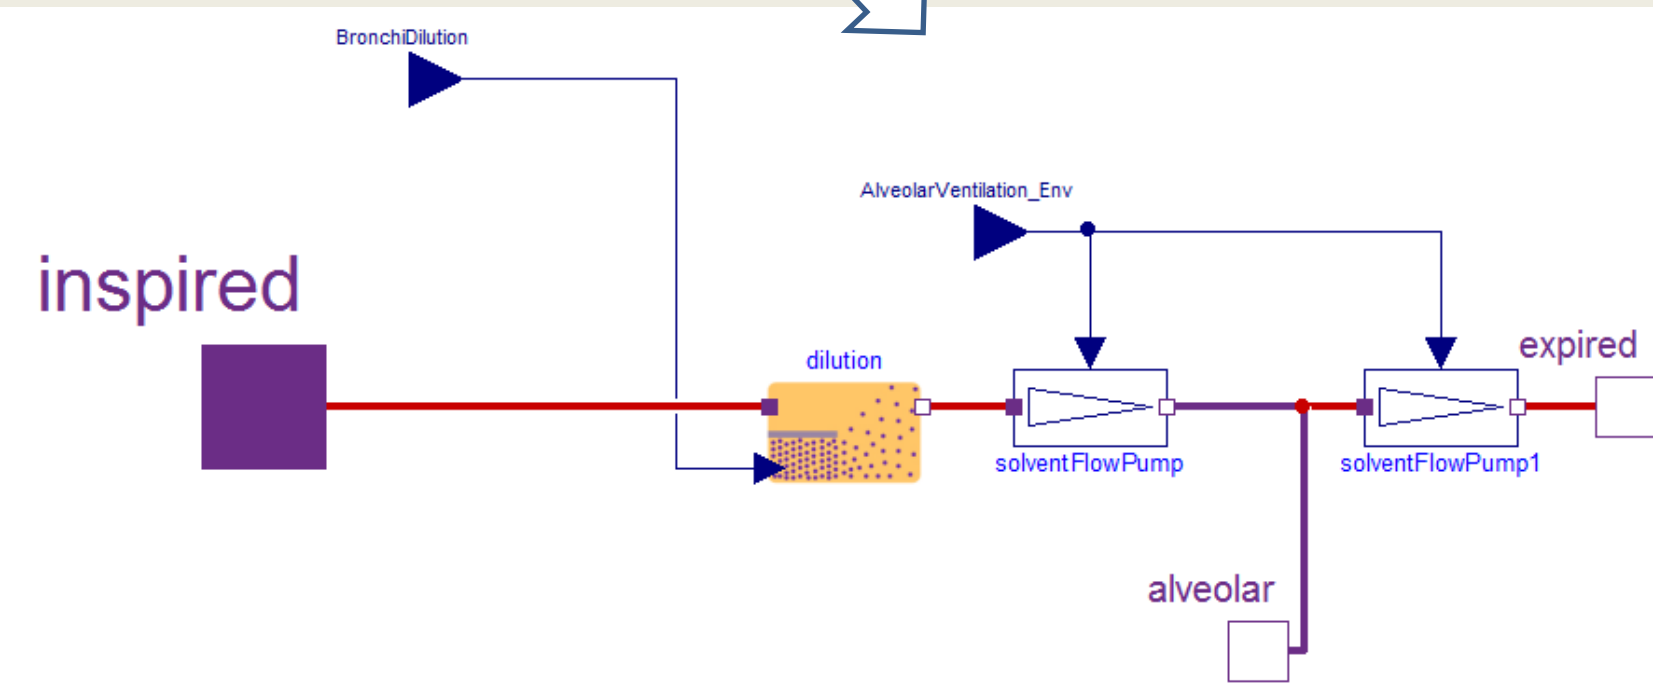 BronchiDilution
AlveolarVentilation_Env
inspired
expired
dilution
solventFlowPump
solventFlowPump1
alveolar